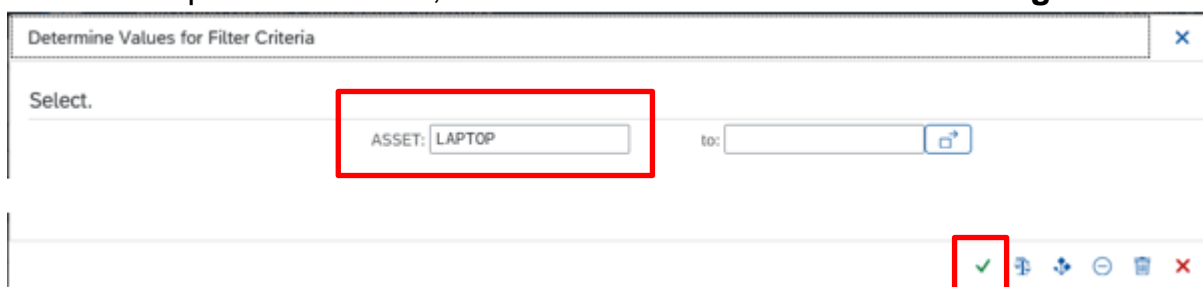 Determine Values for Filter Criteria
Select.
ASSET: LAPTOP to: